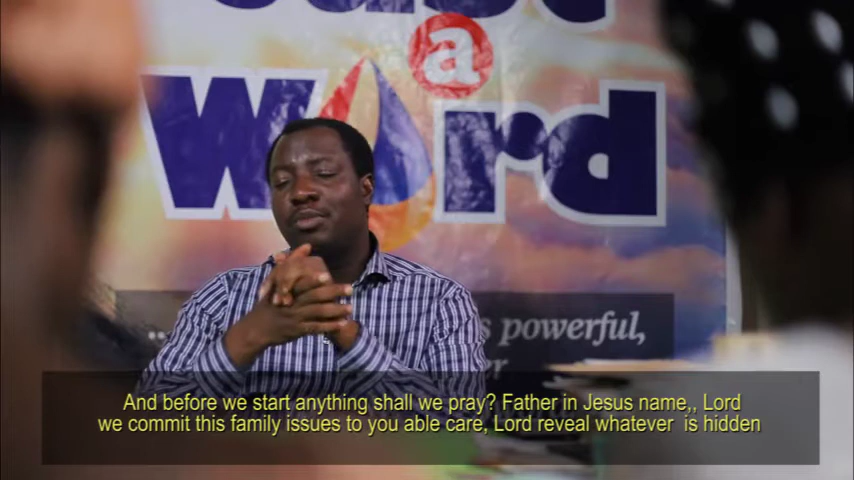 a
Word
powerful,
And before we start anything shall we pray? Father in Jesus name,, Lord
we commit this family issues to you able care, Lord reveal whatever  is hidden